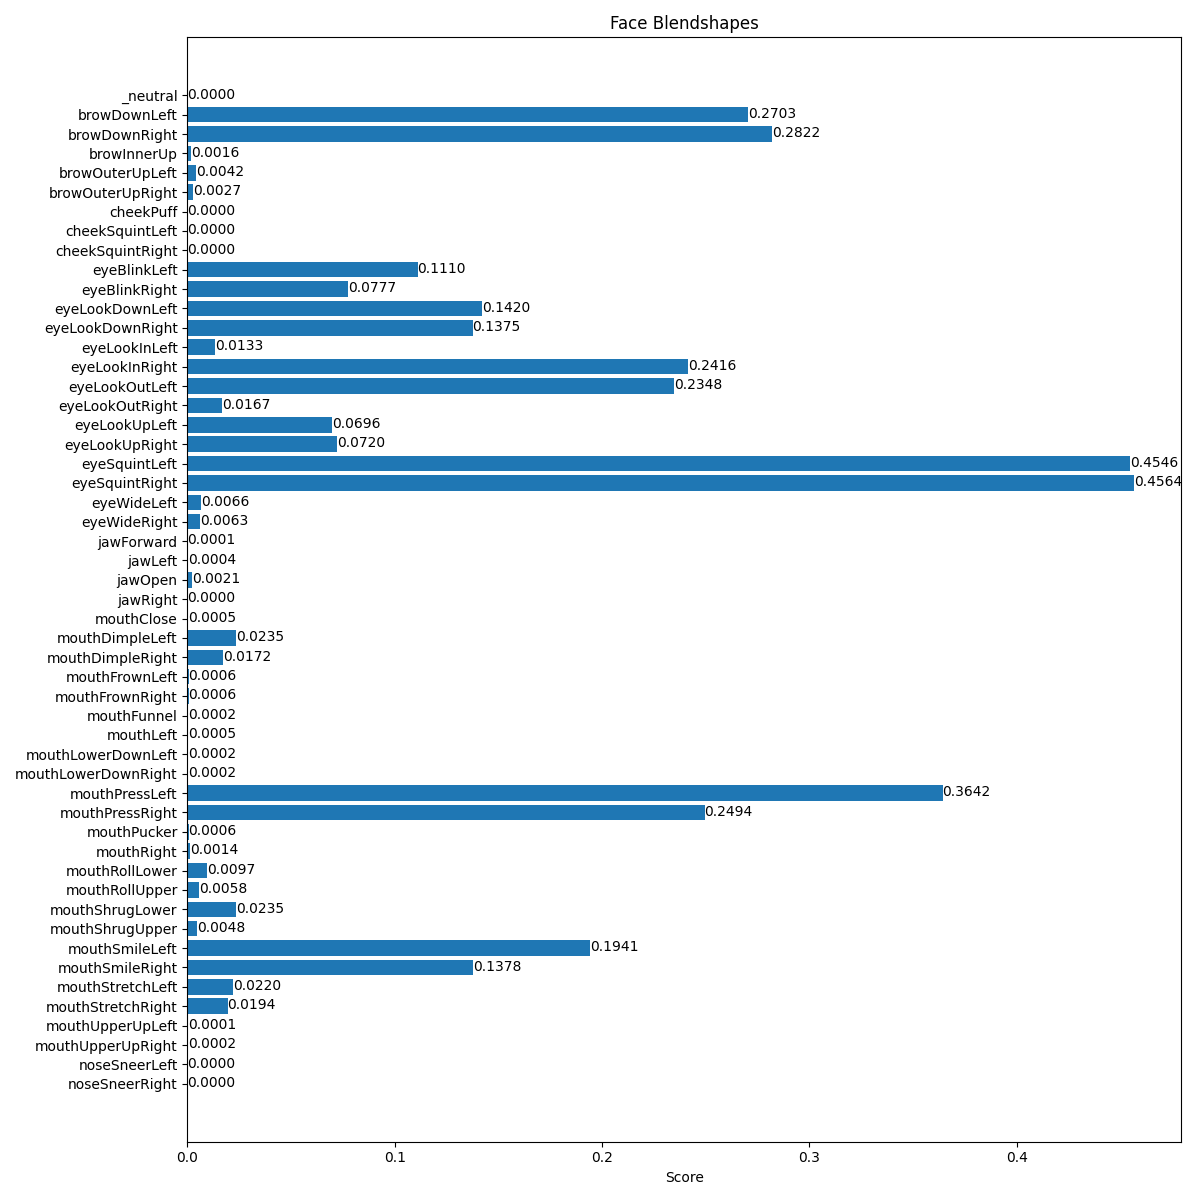 Face Blendshapes
_neutral 0.0000
browDownLeft 0.2703
browDownRight 0.2822
browInnerUp 0.0016
browOuterUpLeft 0.0042
browOuterUpRight 0.0027
cheekPuff 0.0000
cheekSquintLeft 0.0000
cheekSquintRight 0.0000
eyeBlinkLeft 0.1110
eyeBlinkRight 0.0777
eyeLookDownLeft 0.1420
eyeLookDownRight 0.1375
eyeLookInLeft 0.0133
eyeLookInRight 0.2416
eyeLookOutLeft 0.2348
eyeLookOutRight 0.0167
eyeLookUpLeft 0.0696
eyeLookUpRight 0.0720
eyeSquintLeft 0.4546
eyeSquintRight 0.4564
eyeWideLeft 0.0066
eyeWideRight 0.0063
jawForward 0.0001
jawLeft 0.0004
jawOpen 0.0021
jawRight 0.0000
mouthClose 0.0005
mouthDimpleLeft 0.0235
mouthDimpleRight 0.0172
mouthFrownLeft 0.0006
mouthFrownRight 0.0006
mouthFunnel 0.0002
mouthLeft 0.0005
mouthLowerDownLeft 0.0002
mouthLowerDownRight 0.0002
mouthPressLeft 0.3642
mouthPressRight 0.2494
mouthPucker 0.0006
mouthRight 0.0014
mouthRollLower 0.0097
mouthRollUpper 0.0058
mouthShrugLower 0.0235
mouthShrugUpper 0.0048
mouthSmileLeft 0.1941
mouthSmileRight 0.1378
mouthStretchLeft 0.0220
mouthStretchRight 0.0194
mouthUpperUpLeft 0.0001
mouthUpperUpRight 0.0002
noseSneerLeft 0.0000
noseSneerRight 0.0000
0.0 0.1 0.2 0.3 0.4
Score